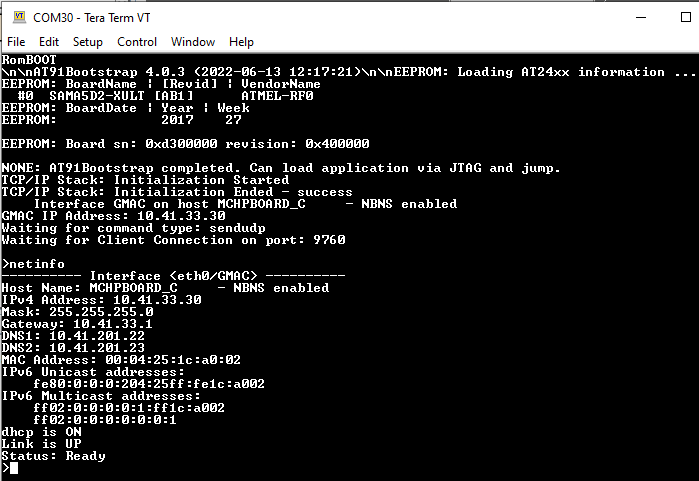 COM30 - Tera Term VT
File Edit Setup Control Window Help
RomBOOT
\n\nAT91Bootstrap 4.0.3 (2022-06-13 12:17:21)\n\nEEPROM: Loading AT24xx information ...
EEPROM: BoardName | [Revid] | VendorName
  #0  SAMA5D2-XULT [AB1]      ATMEL-RF0
EEPROM: BoardDate | Year | Week
EEPROM:             2017    27
EEPROM: Board sn: 0xd300000 revision: 0x400000
NONE: AT91Bootstrap completed. Can load application via JTAG and jump.
TCP/IP Stack: Initialization Started
TCP/IP Stack: Initialization Ended - success
    Interface GMAC on host MCHPBOARD_C     - NBNS enabled
GMAC IP Address: 10.41.33.30
Waiting for command type: sendudp
Waiting for Client Connection on port: 9760
>netinfo
---------- Interface <eth0/GMAC> ----------
Host Name: MCHPBOARD_C     - NBNS enabled
IPv4 Address: 10.41.33.30
Mask: 255.255.255.0
Gateway: 10.41.33.1
DNS1: 10.41.201.22
DNS2: 10.41.201.23
MAC Address: 00:04:25:1c:a0:02
IPv6 Unicast addresses:
    fe80:0:0:0:204:25ff:fe1c:a002
IPv6 Multicast addresses:
    ff02:0:0:0:0:1:ff1c:a002
    ff02:0:0:0:0:0:0:1
dhcp is ON
Link is UP
Status: Ready
>